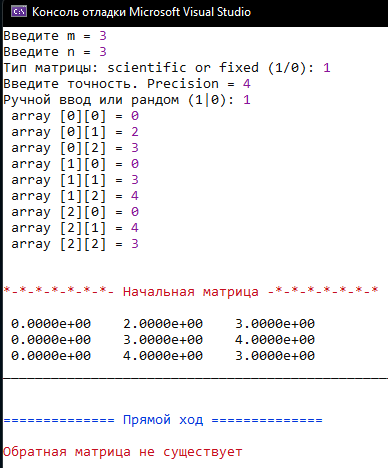 Консоль отладки Microsoft Visual Studio
Введите m = 3
Введите n = 3
Тип матрицы: scientific or fixed (1/0): 1
Введите точность. Precision = 4
Ручной ввод или рандом (1|0): 1
array [0][0] = 0
array [0][1] = 2
array [0][2] = 3
array [1][0] = 0
array [1][1] = 3
array [1][2] = 4
array [2][0] = 0
array [2][1] = 4
array [2][2] = 3
*-*-*-*-*-*-*- Начальная матрица -*-*-*-*-*-*-*
0.0000e+00 2.0000e+00 3.0000e+00
0.0000e+00 3.0000e+00 4.0000e+00
0.0000e+00 4.0000e+00 3.0000e+00
============== Прямой ход ==============
Обратная матрица не существует